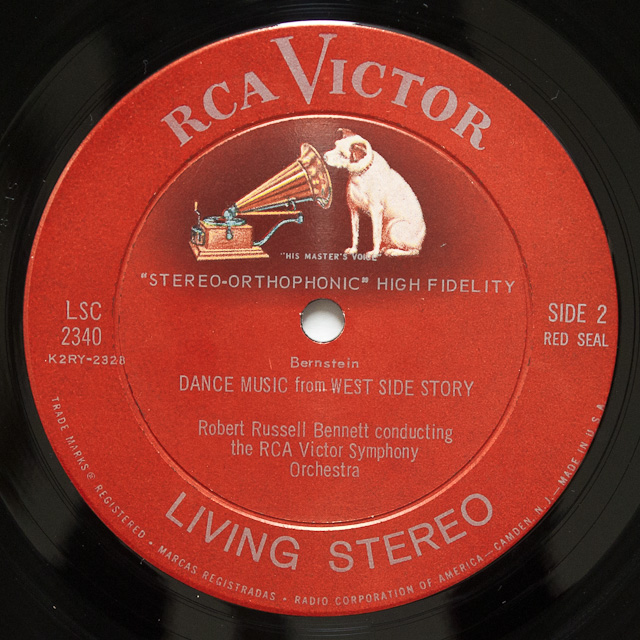 RCA VICTOR
"HIS MASTER'S VOICE"
"STEREO-ORTHOPHONIC" HIGH FIDELITY
LSC
2340
K2RY-2328
SIDE 2
RED SEAL
Bernstein
DANCE MUSIC from WEST SIDE STORY
Robert Russell Bennett conducting
the RCA Victor Symphony
Orchestra
LIVING STEREO
TRADE MARKS ® REGISTERED • MARCAS REGISTRADAS • RADIO CORPORATION OF AMERICA—CAMDEN, N. J.—MADE IN U.S.A.